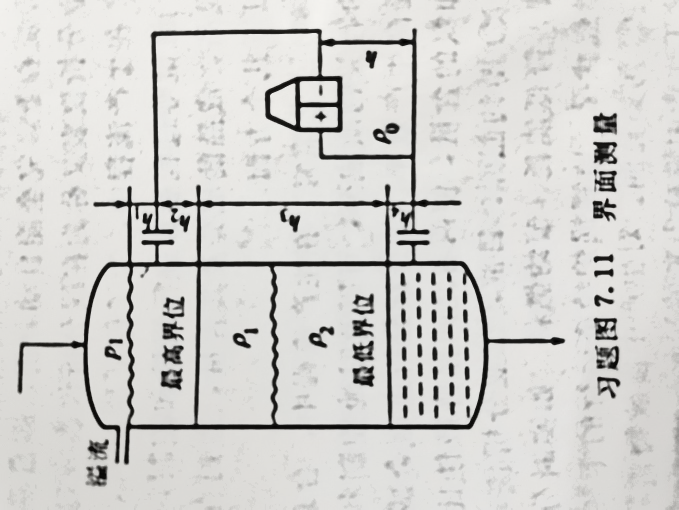 溢流
ρ₁
h₁
最高界位
h₂
ρ₁
h₃
ρ₂
最低界位
h₄
− +
ρ₀
h
习题图 7.11 界面测量